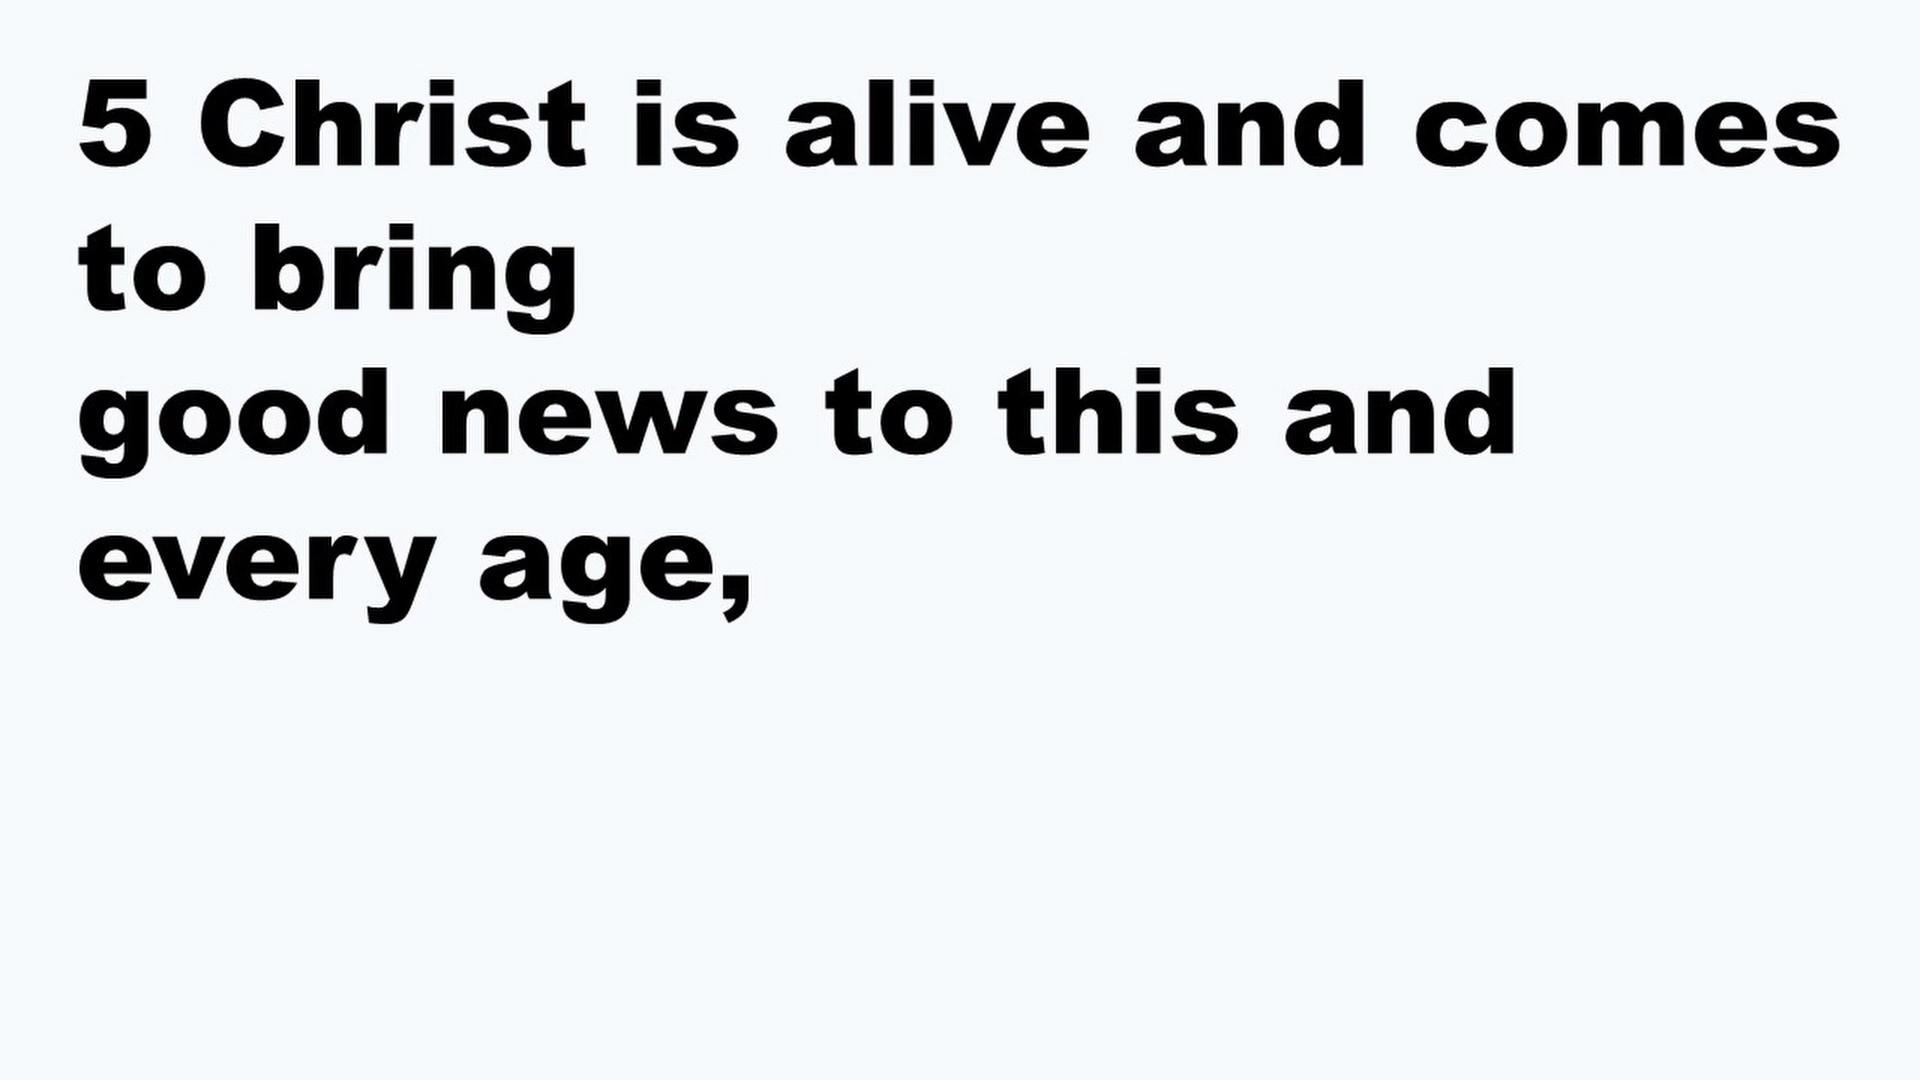 5 Christ is alive and comes
to bring
good news to this and
every age,